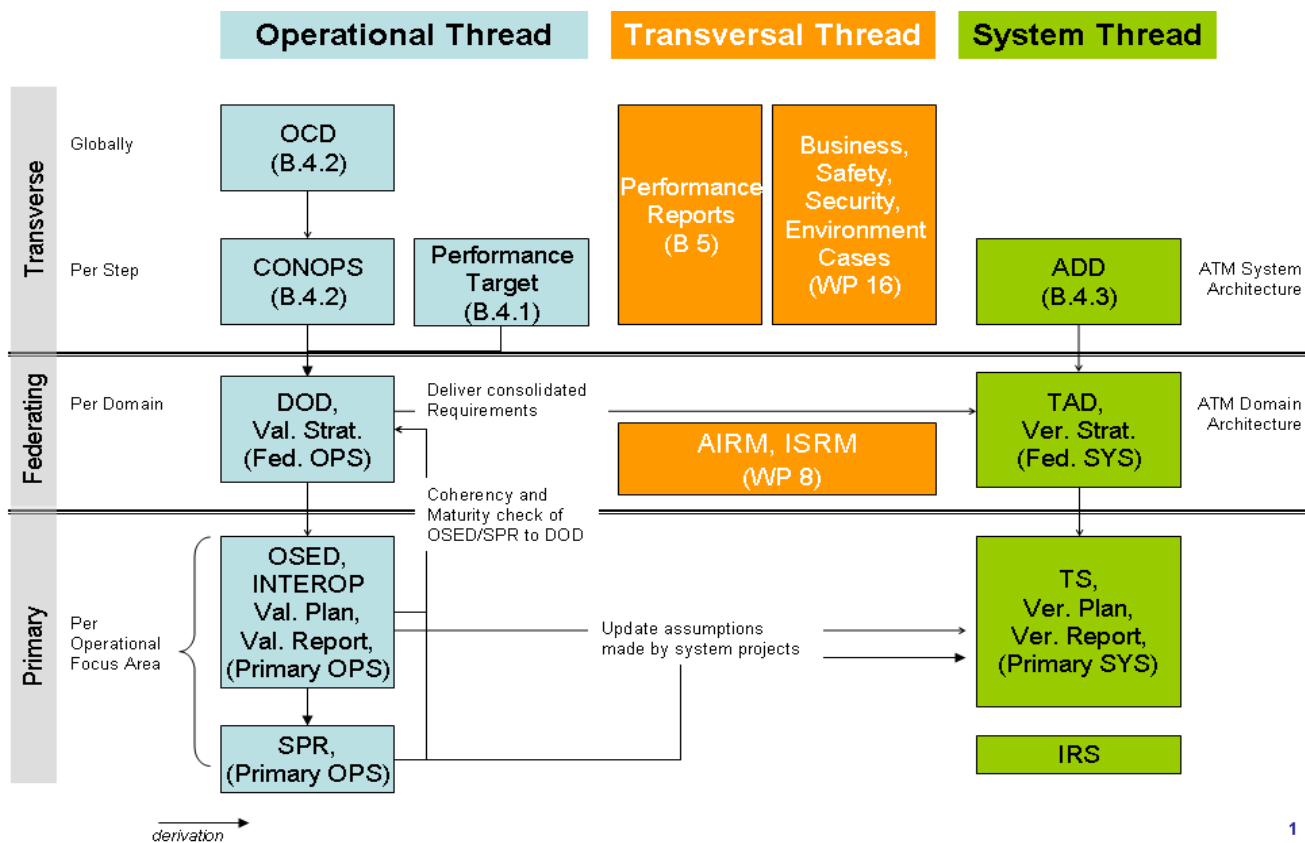 Operational Thread
Transversal Thread
System Thread
Transverse
Globally
OCD
(B.4.2)
Performance
Reports
(B 5)
Business,
Safety,
Security,
Environment
Cases
(WP 16)
Per Step
CONOPS
(B.4.2)
Performance
Target
(B.4.1)
ADD
(B.4.3)
ATM System
Architecture
Federating
Per Domain
DOD,
Val. Strat.
(Fed. OPS)
Deliver consolidated
Requirements
AIRM, ISRM
(WP 8)
TAD,
Ver. Strat.
(Fed. SYS)
ATM Domain
Architecture
Coherency and
Maturity check of
OSED/SPR to DOD
Primary
Per
Operational
Focus Area
OSED,
INTEROP
Val. Plan,
Val. Report,
(Primary OPS)
Update assumptions
made by system projects
TS,
Ver. Plan,
Ver. Report,
(Primary SYS)
SPR,
(Primary OPS)
IRS
derivation
1